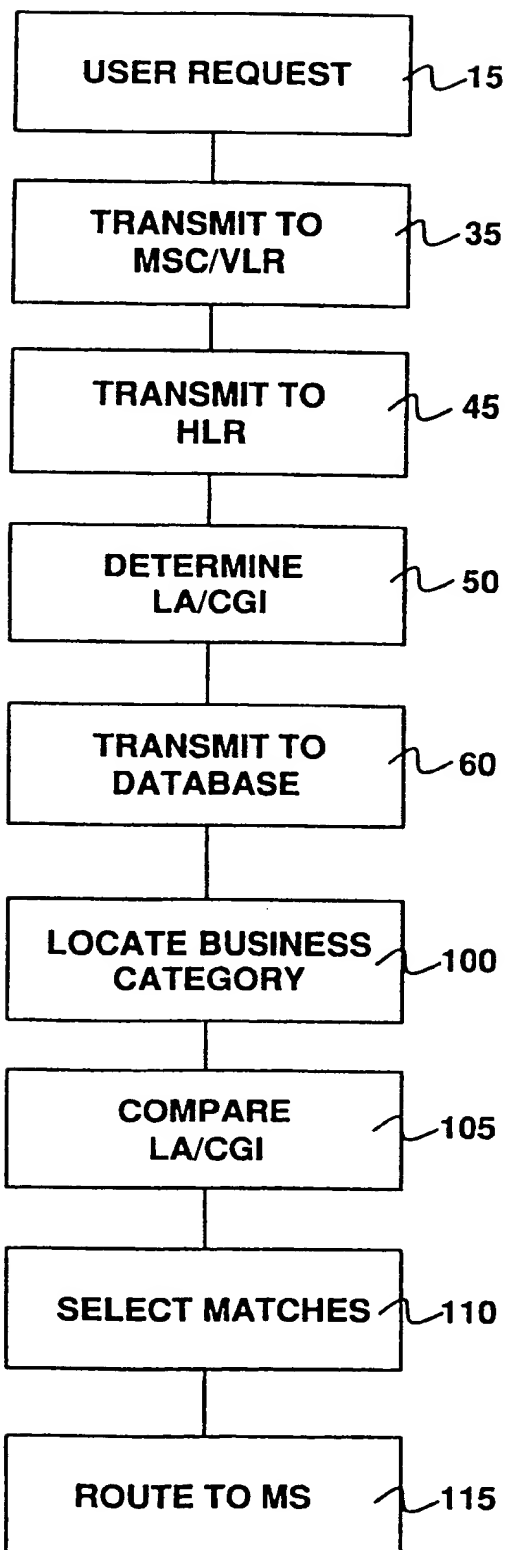 USER REQUEST
15
TRANSMIT TO
MSC/VLR
35
TRANSMIT TO
HLR
45
DETERMINE
LA/CGI
50
TRANSMIT TO
DATABASE
60
LOCATE BUSINESS
CATEGORY
100
COMPARE
LA/CGI
105
SELECT MATCHES
110
ROUTE TO MS
115